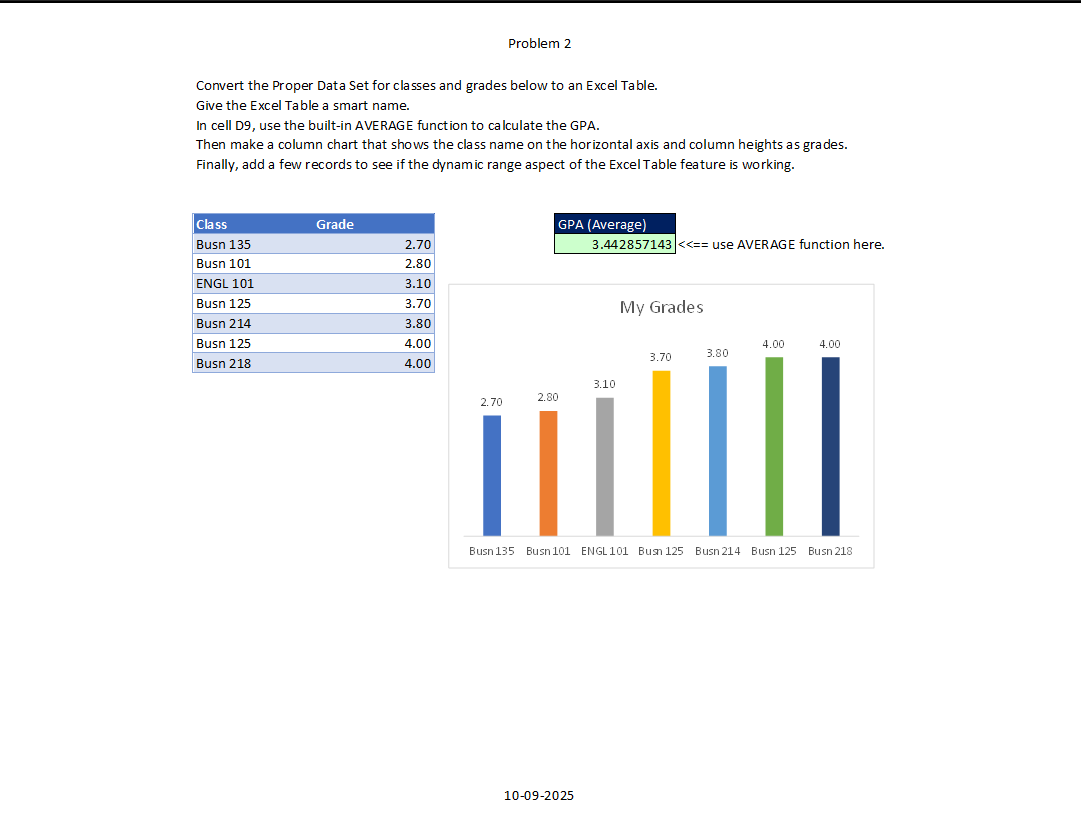 Problem 2
Convert the Proper Data Set for classes and grades below to an Excel Table.
Give the Excel Table a smart name.
In cell D9, use the built-in AVERAGE function to calculate the GPA.
Then make a column chart that shows the class name on the horizontal axis and column heights as grades.
Finally, add a few records to see if the dynamic range aspect of the Excel Table feature is working.
Class Grade
Busn 135 2.70
Busn 101 2.80
ENGL 101 3.10
Busn 125 3.70
Busn 214 3.80
Busn 125 4.00
Busn 218 4.00
GPA (Average)
3.442857143 <<== use AVERAGE function here.
My Grades
2.70 2.80 3.10 3.70 3.80 4.00 4.00
Busn 135 Busn 101 ENGL 101 Busn 125 Busn 214 Busn 125 Busn 218
10-09-2025